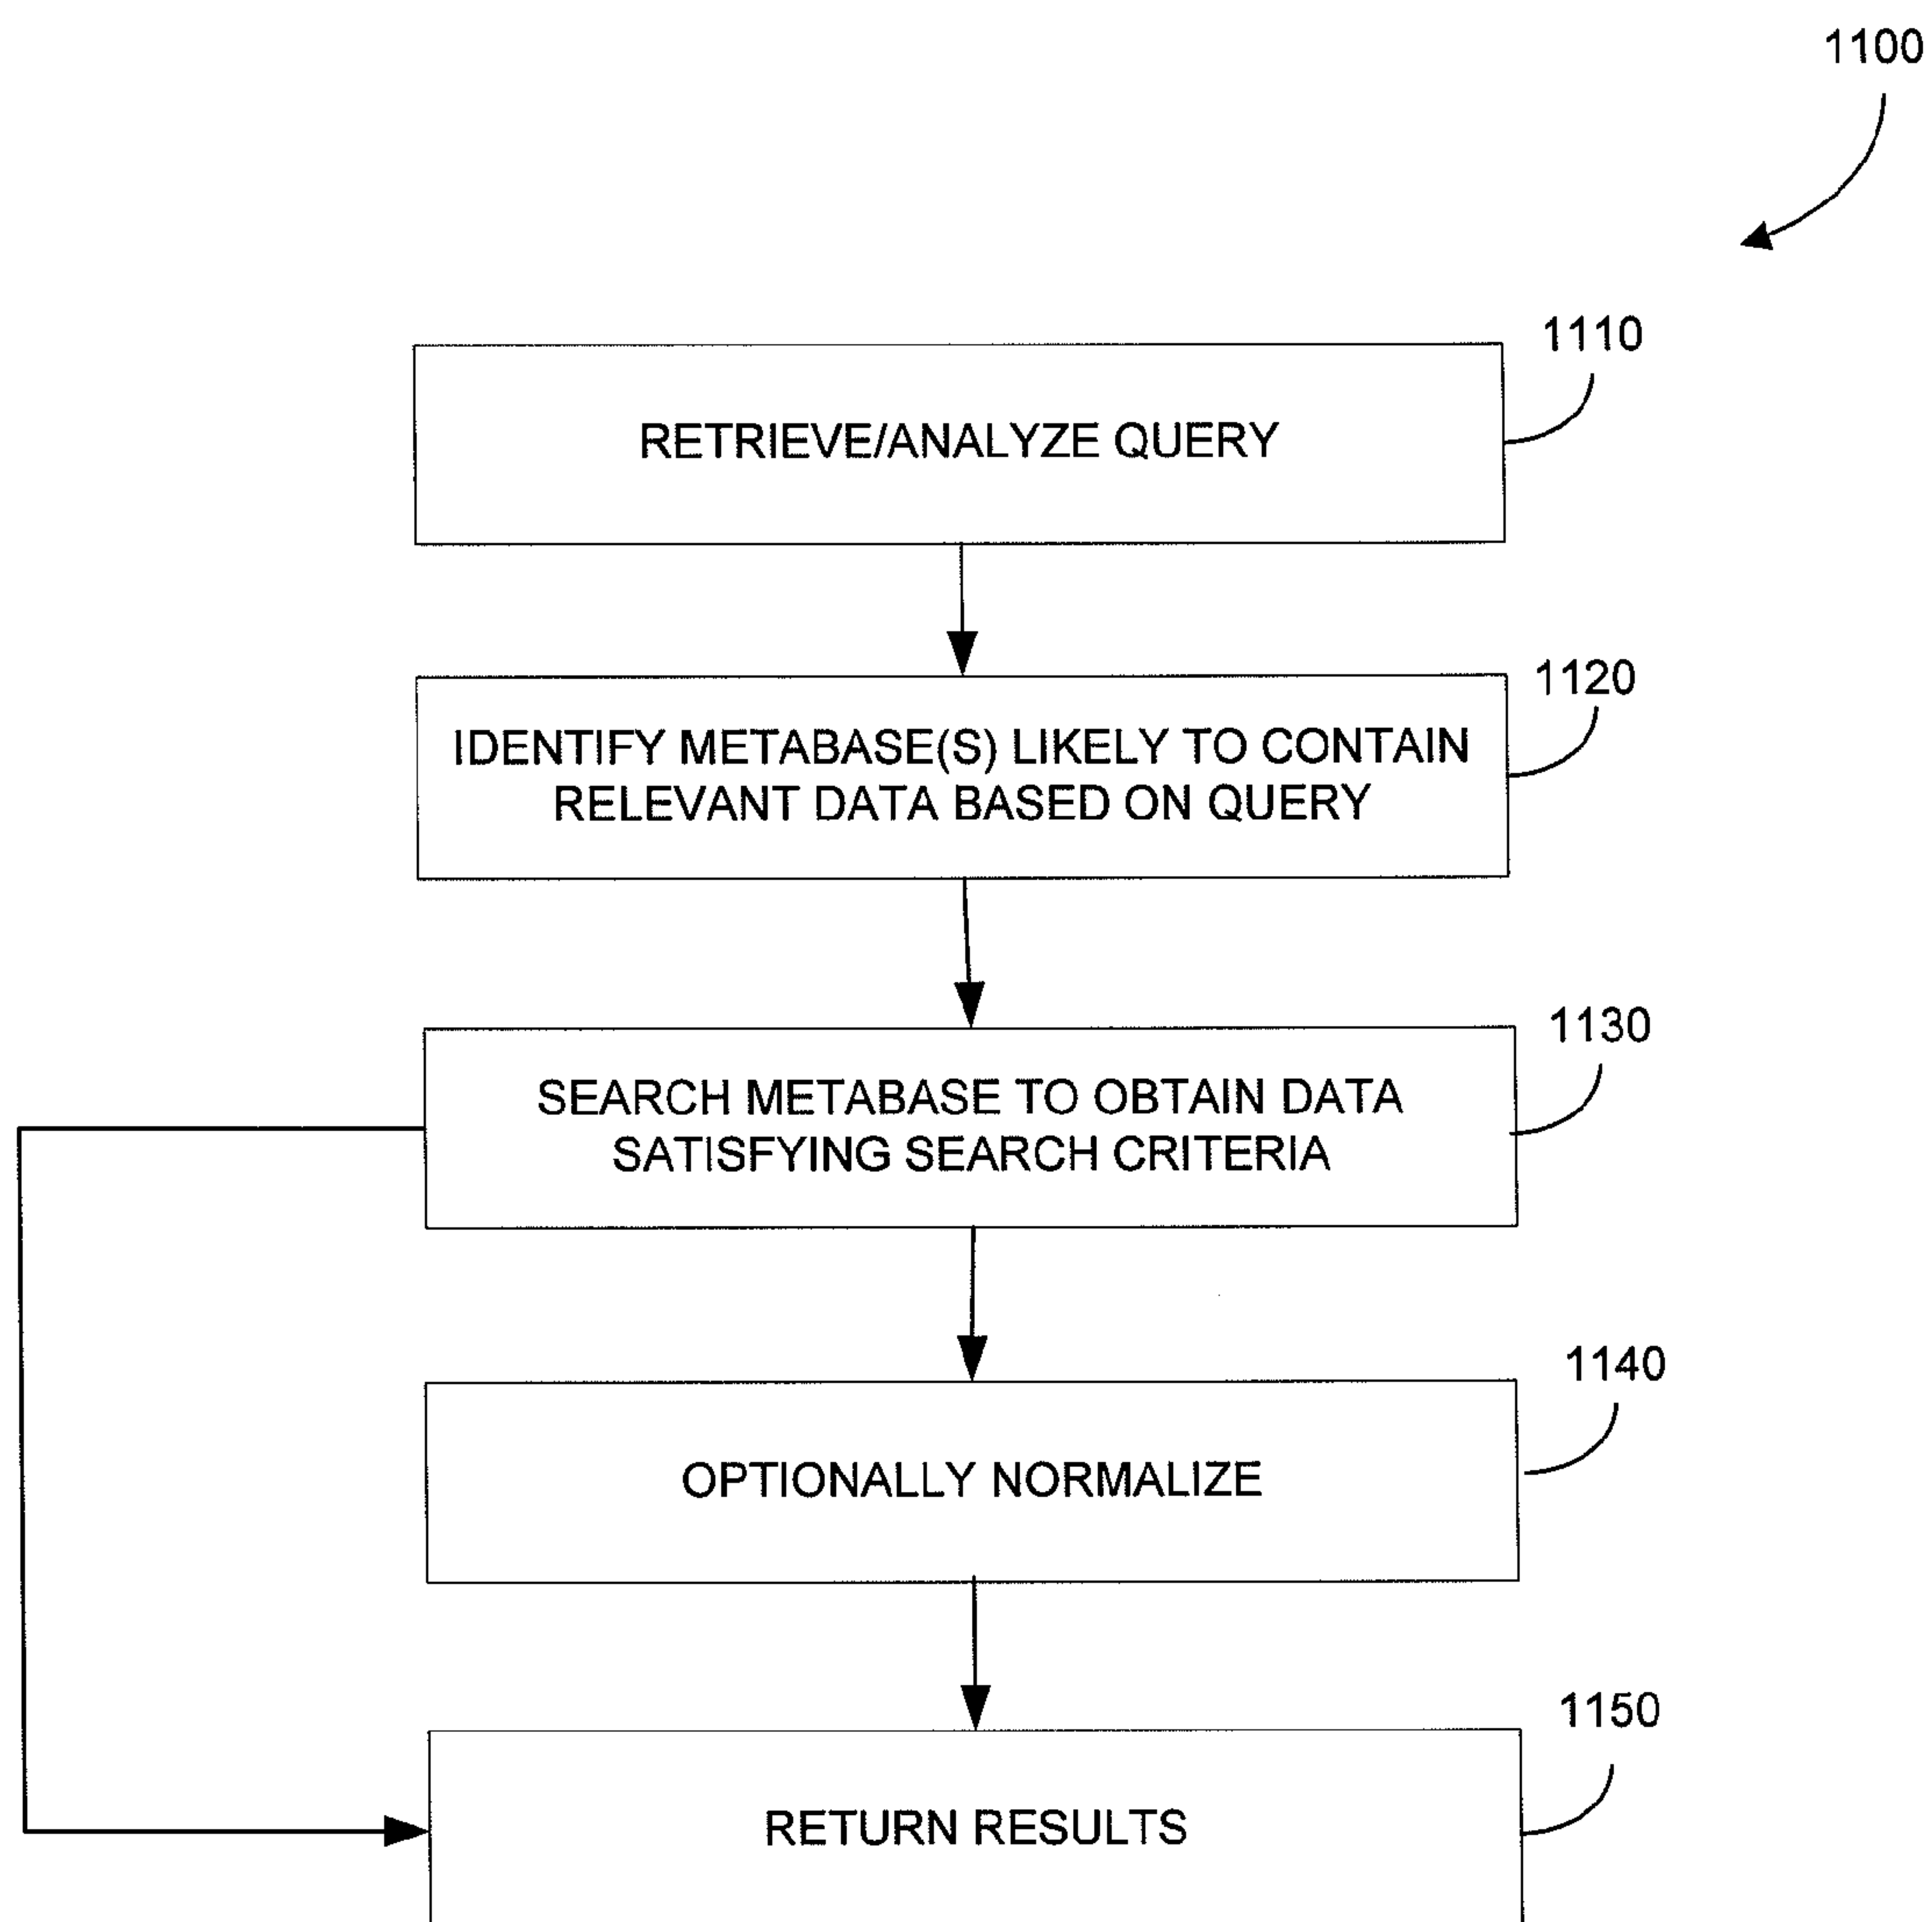 1100
1110
RETRIEVE/ANALYZE QUERY
1120
IDENTIFY METABASE(S) LIKELY TO CONTAIN
RELEVANT DATA BASED ON QUERY
1130
SEARCH METABASE TO OBTAIN DATA
SATISFYING SEARCH CRITERIA
1140
OPTIONALLY NORMALIZE
1150
RETURN RESULTS